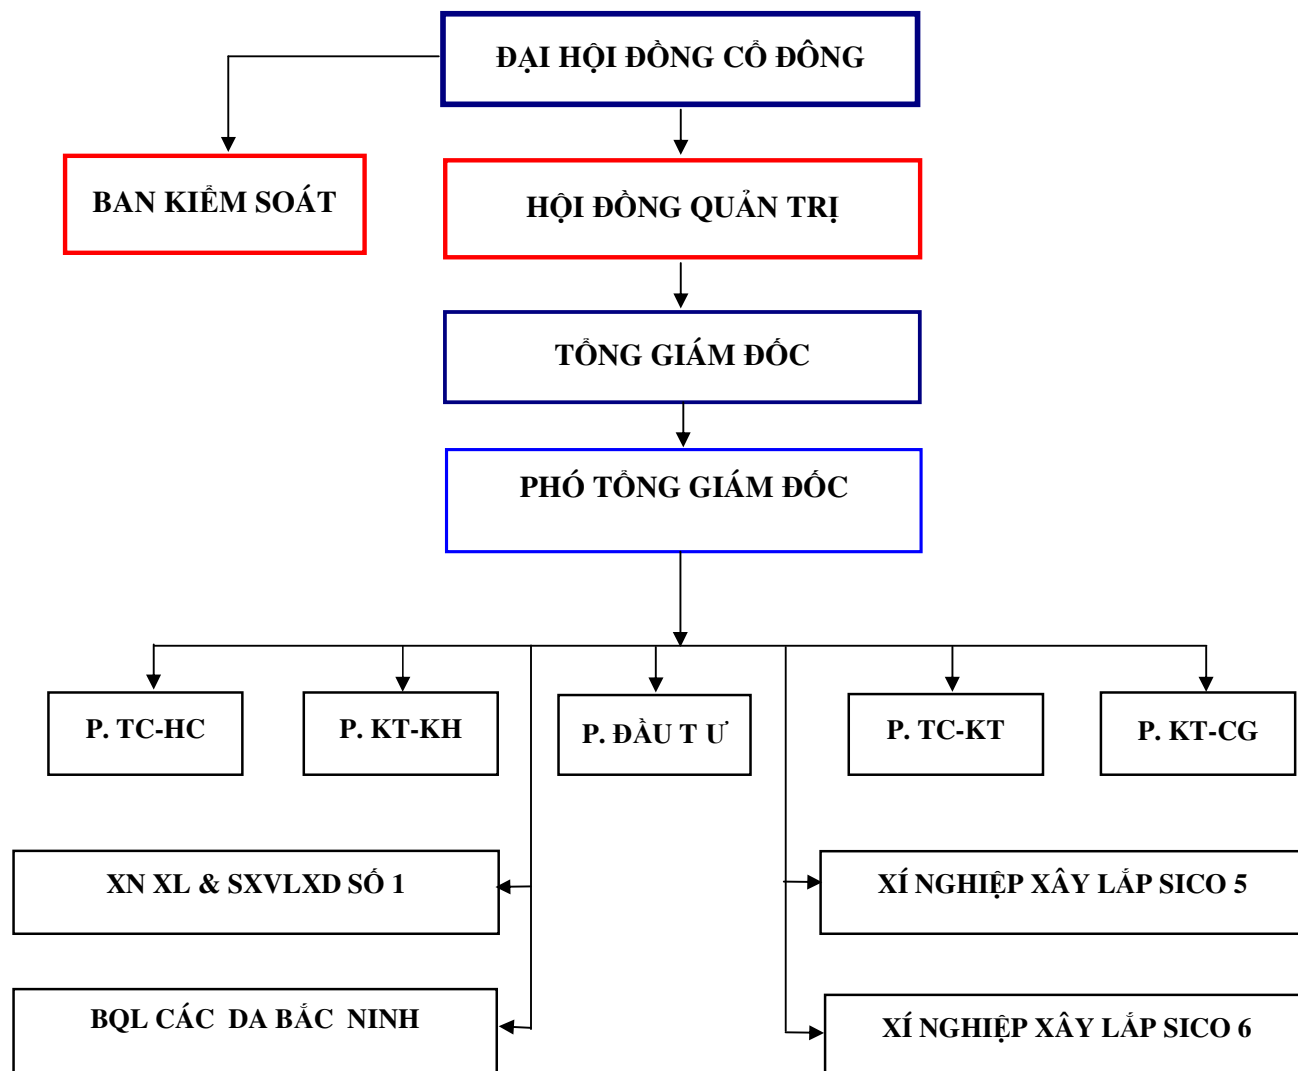 ĐẠI HỘI ĐỒNG CỔ ĐÔNG
BAN KIỂM SOÁT
HỘI ĐỒNG QUẢN TRỊ
TỔNG GIÁM ĐỐC
PHÓ TỔNG GIÁM ĐỐC
P. TC-HC
P. KT-KH
P. ĐẦU T Ư
P. TC-KT
P. KT-CG
XN XL & SXVLXD SỐ 1
XÍ NGHIỆP XÂY LẮP SICO 5
BQL CÁC DA BẮC NINH
XÍ NGHIỆP XÂY LẮP SICO 6